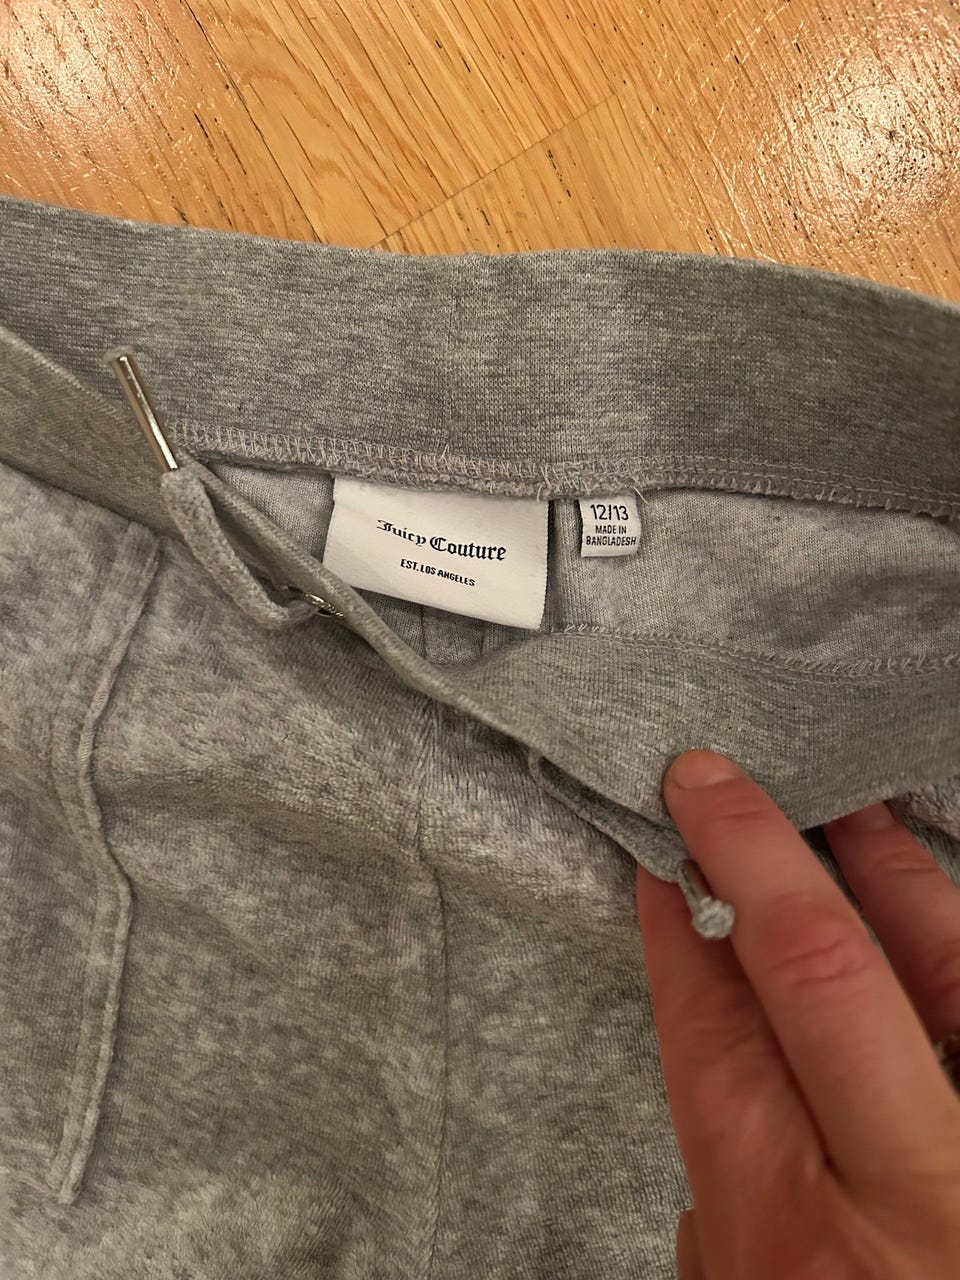 Juicy Couture
EST. LOS ANGELES
12/13
MADE IN
BANGLADESH